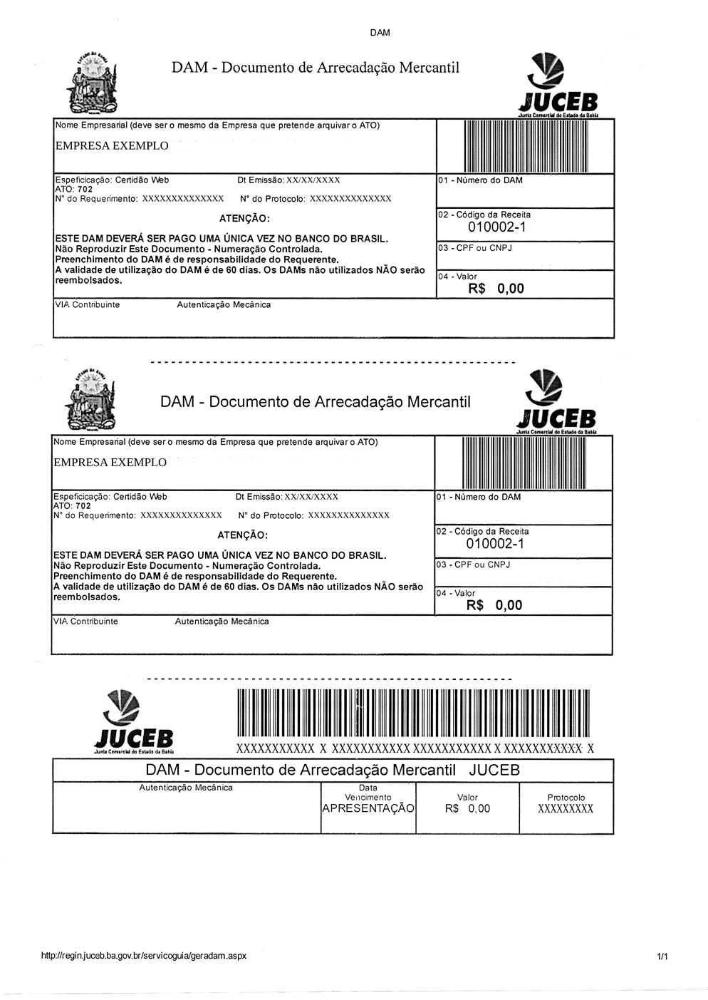 DAM
ESTADO DA BAHIA
DAM - Documento de Arrecadação Mercantil
JUCEB
Junta Comercial do Estado da Bahia
Nome Empresarial (deve ser o mesmo da Empresa que pretende arquivar o ATO)
EMPRESA EXEMPLO
Espeficicação: Certidão Web Dt Emissão: XX/XX/XXXX
01 - Número do DAM
ATO: 702
N° do Requerimento: XXXXXXXXXXXXXX N° do Protocolo: XXXXXXXXXXXXXX
02 - Código da Receita
010002-1
ATENÇÃO:
ESTE DAM DEVERÁ SER PAGO UMA ÚNICA VEZ NO BANCO DO BRASIL.
Não Reproduzir Este Documento - Numeração Controlada.
03 - CPF ou CNPJ
Preenchimento do DAM é de responsabilidade do Requerente.
A validade de utilização do DAM é de 60 dias. Os DAMs não utilizados NÃO serão
reembolsados.
04 - Valor
R$ 0,00
VIA Contribuinte Autenticação Mecânica
ESTADO DA BAHIA
DAM - Documento de Arrecadação Mercantil
JUCEB
Junta Comercial do Estado da Bahia
Nome Empresarial (deve ser o mesmo da Empresa que pretende arquivar o ATO)
EMPRESA EXEMPLO
Espeficicação: Certidão Web Dt Emissão: XX/XX/XXXX
01 - Número do DAM
ATO: 702
N° do Requerimento: XXXXXXXXXXXXXX N° do Protocolo: XXXXXXXXXXXXXX
02 - Código da Receita
010002-1
ATENÇÃO:
ESTE DAM DEVERÁ SER PAGO UMA ÚNICA VEZ NO BANCO DO BRASIL.
Não Reproduzir Este Documento - Numeração Controlada.
03 - CPF ou CNPJ
Preenchimento do DAM é de responsabilidade do Requerente.
A validade de utilização do DAM é de 60 dias. Os DAMs não utilizados NÃO serão
reembolsados.
04 - Valor
R$ 0,00
VIA Contribuinte Autenticação Mecânica
JUCEB
Junta Comercial do Estado da Bahia
XXXXXXXXXXX X XXXXXXXXXXX XXXXXXXXXXX X XXXXXXXXXXX X
DAM - Documento de Arrecadação Mercantil JUCEB
Autenticação Mecânica
Data
Vencimento
APRESENTAÇÃO
Valor
R$ 0,00
Protocolo
XXXXXXXXX
http://regin.juceb.ba.gov.br/servicoguia/geradam.aspx
1/1